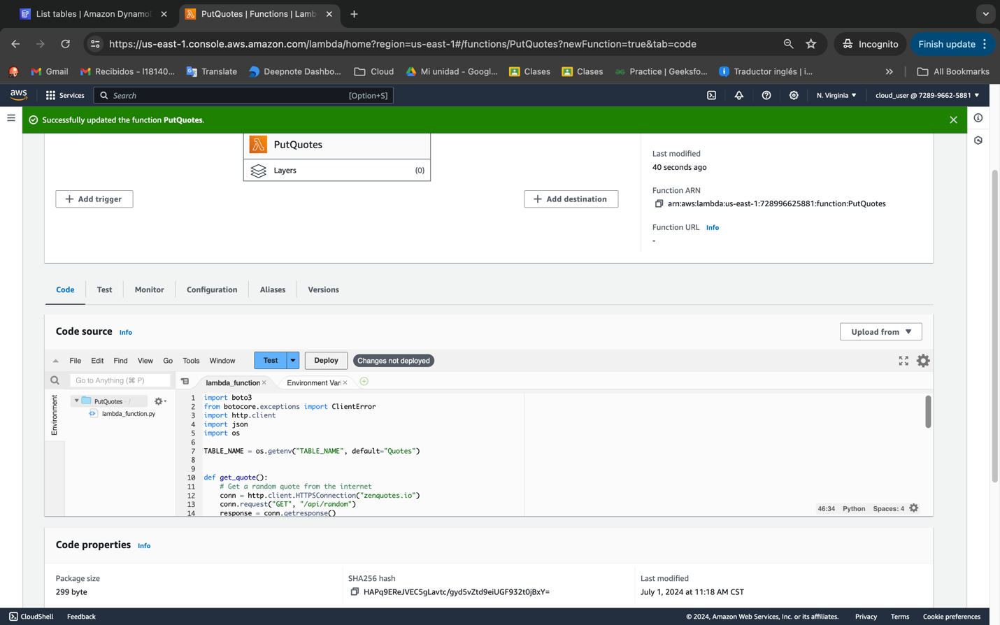 List tables | Amazon Dynamo
PutQuotes | Functions | Lamb
https://us-east-1.console.aws.amazon.com/lambda/home?region=us-east-1#/functions/PutQuotes?newFunction=true&tab=code
Incognito
Finish update
Gmail
Recibidos - l18140...
Translate
Deepnote Dashbo...
Cloud
Mi unidad - Googl...
Clases
Clases
Practice | Geeksfo...
Traductor inglés | i...
All Bookmarks
aws
Services
Search
[Option+S]
N. Virginia
cloud_user @ 7289-9662-5881
Successfully updated the function PutQuotes.
PutQuotes
Layers
(0)
Add trigger
Add destination
Last modified
40 seconds ago
Function ARN
arn:aws:lambda:us-east-1:728996625881:function:PutQuotes
Function URL Info
-
Code
Test
Monitor
Configuration
Aliases
Versions
Code source Info
Upload from
File Edit Find View Go Tools Window
Test
Deploy
Changes not deployed
Go to Anything (⌘ P)
lambda_function
Environment Vari
Environment
PutQuotes - /
lambda_function.py
1 import boto3
2 from botocore.exceptions import ClientError
3 import http.client
4 import json
5 import os
6
7 TABLE_NAME = os.getenv("TABLE_NAME", default="Quotes")
8
9
10 def get_quote():
11 # Get a random quote from the internet
12 conn = http.client.HTTPSConnection("zenquotes.io")
13 conn.request("GET", "/api/random")
14 response = conn.getresponse()
46:34 Python Spaces: 4
Code properties Info
Package size
299 byte
SHA256 hash
HAPq9EReJVEC5gLavtc/gyd5vZtd9eiUGF932t0jBxY=
Last modified
July 1, 2024 at 11:18 AM CST
CloudShell
Feedback
© 2024, Amazon Web Services, Inc. or its affiliates.
Privacy
Terms
Cookie preferences